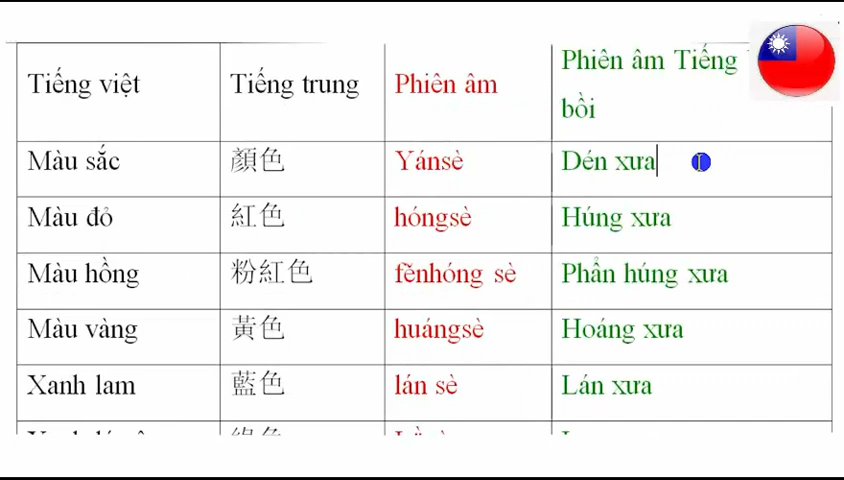 Tiếng việt Tiếng trung Phiên âm Phiên âm Tiếng
bồi
Màu sắc 顏色 Yánsè Dén xưa
Màu đỏ 紅色 hóngsè Húng xưa
Màu hồng 粉紅色 fěnhóng sè Phẩn húng xưa
Màu vàng 黃色 huángsè Hoáng xưa
Xanh lam 藍色 lán sè Lán xưa